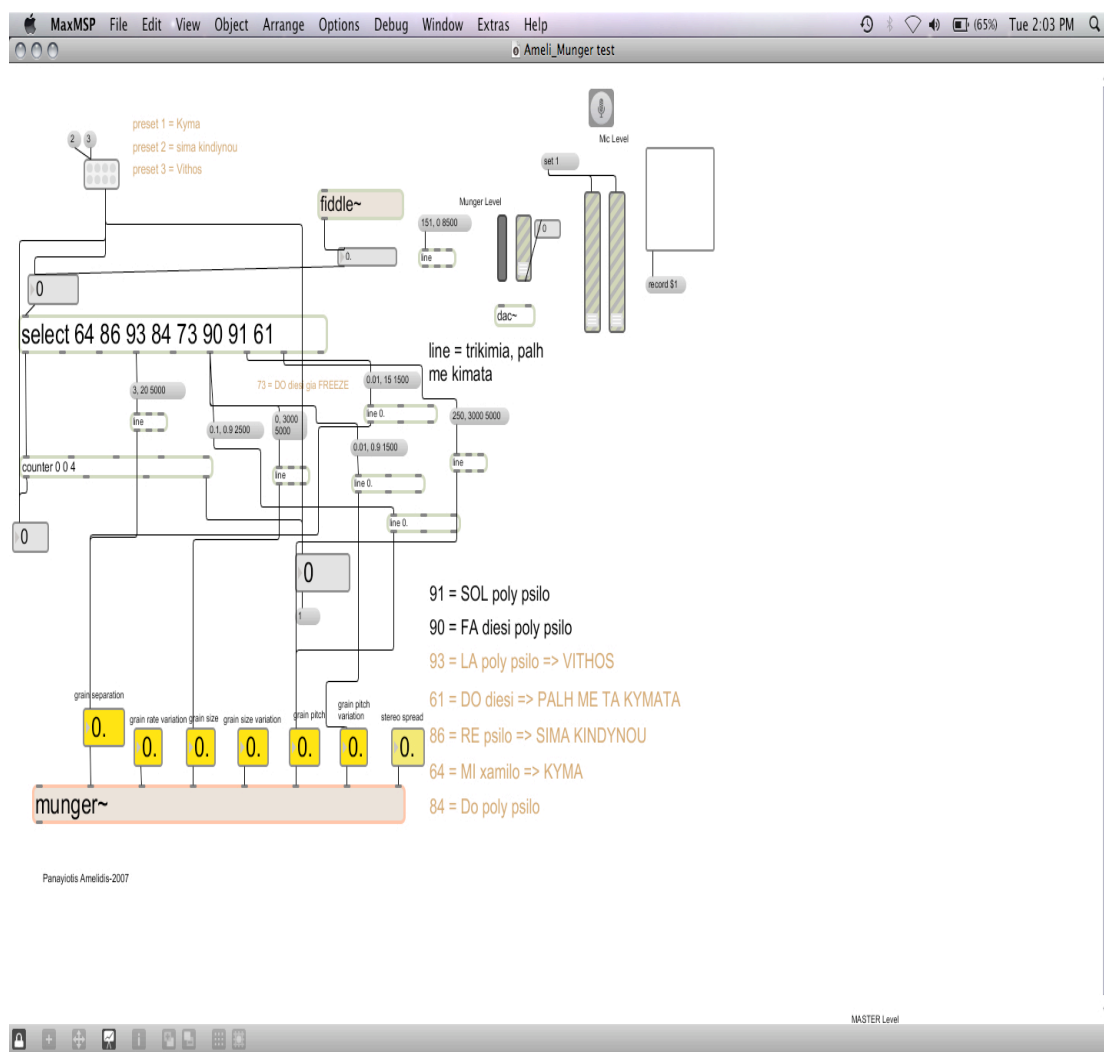 MaxMSP File Edit View Object Arrange Options Debug Window Extras Help (65%) Tue 2:03 PM
Ameli_Munger test
preset 1 = Kyma
preset 2 = sima kindiynou
preset 3 = Vithos
2 3
Mic Level
set 1
fiddle~
Munger Level
151, 0 8500
0
0.
line
record $1
0
dac~
select 64 86 93 84 73 90 91 61
line = trikimia, palh
me kimata
73 = DO diesi gia FREEZE
0.01, 15 1500
3, 20 5000
line 0.
250, 3000 5000
line
0.1, 0.9 2500
0, 3000
5000
0.01, 0.9 1500
counter 0 0 4
line
line
line 0.
line 0.
0
0
1
91 = SOL poly psilo
90 = FA diesi poly psilo
93 = LA poly psilo => VITHOS
61 = DO diesi => PALH ME TA KYMATA
86 = RE psilo => SIMA KINDYNOU
64 = MI xamilo => KYMA
84 = Do poly psilo
grain separation
grain rate variation
grain size
grain size variation
grain pitch
grain pitch
variation
stereo spread
0. 0. 0. 0. 0. 0. 0.
munger~
Panayiotis Amelidis-2007
MASTER Level